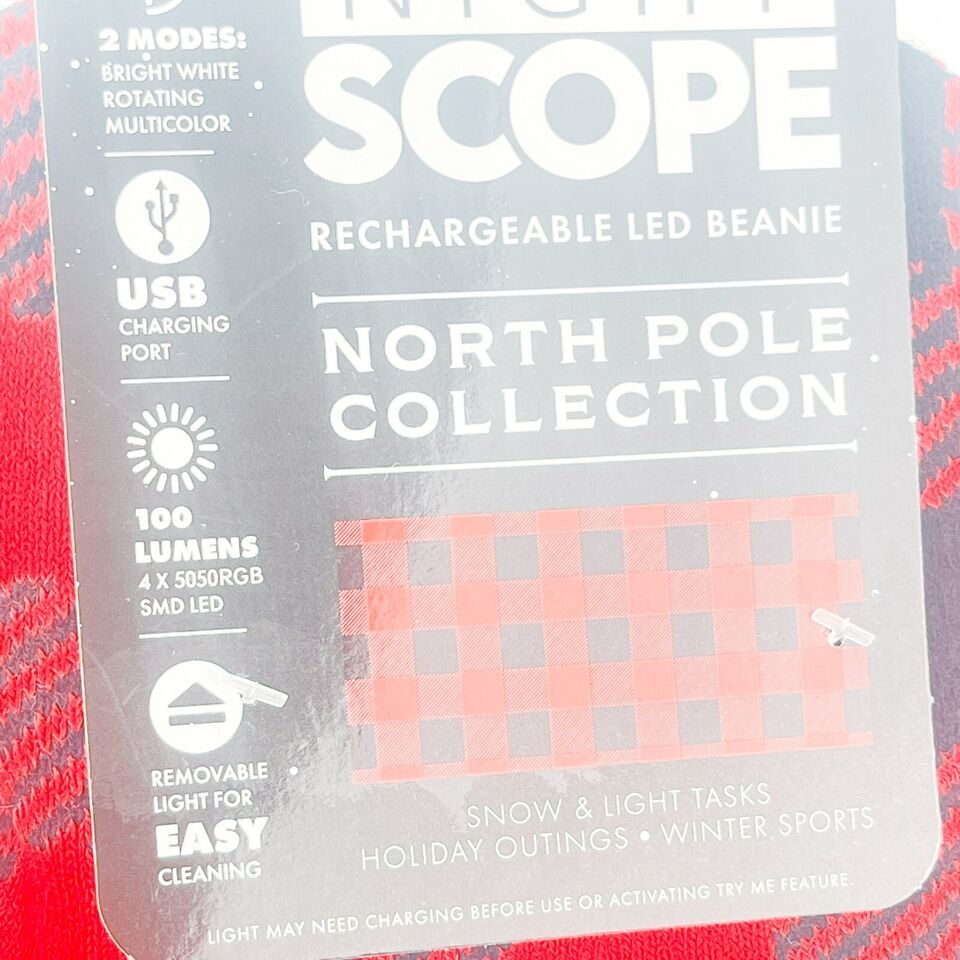 2 MODES:
BRIGHT WHITE
ROTATING
MULTICOLOR
USB
CHARGING
PORT
100
LUMENS
4 X 5050RGB
SMD LED
REMOVABLE
LIGHT FOR
EASY
CLEANING
NIGHT
SCOPE
RECHARGEABLE LED BEANIE
NORTH POLE
COLLECTION
SNOW & LIGHT TASKS
HOLIDAY OUTINGS • WINTER SPORTS
LIGHT MAY NEED CHARGING BEFORE USE OR ACTIVATING TRY ME FEATURE.